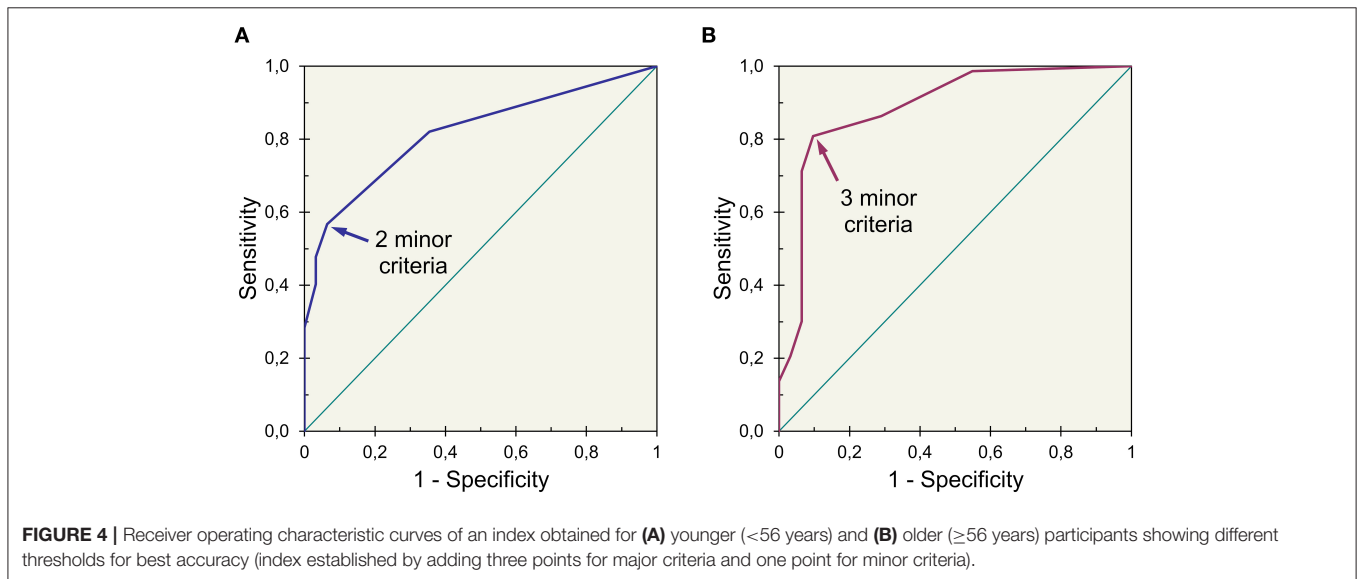 A
1,0
0,8
0,6
0,4
0,2
0,0
Sensitivity
2 minor
criteria
0
0,2
0,4
0,6
0,8
1
1 - Specificity
B
1,0
0,8
0,6
0,4
0,2
0,0
Sensitivity
3 minor
criteria
0
0,2
0,4
0,6
0,8
1
1 - Specificity
FIGURE 4 | Receiver operating characteristic curves of an index obtained for (A) younger (<56 years) and (B) older (≥56 years) participants showing different
thresholds for best accuracy (index established by adding three points for major criteria and one point for minor criteria).